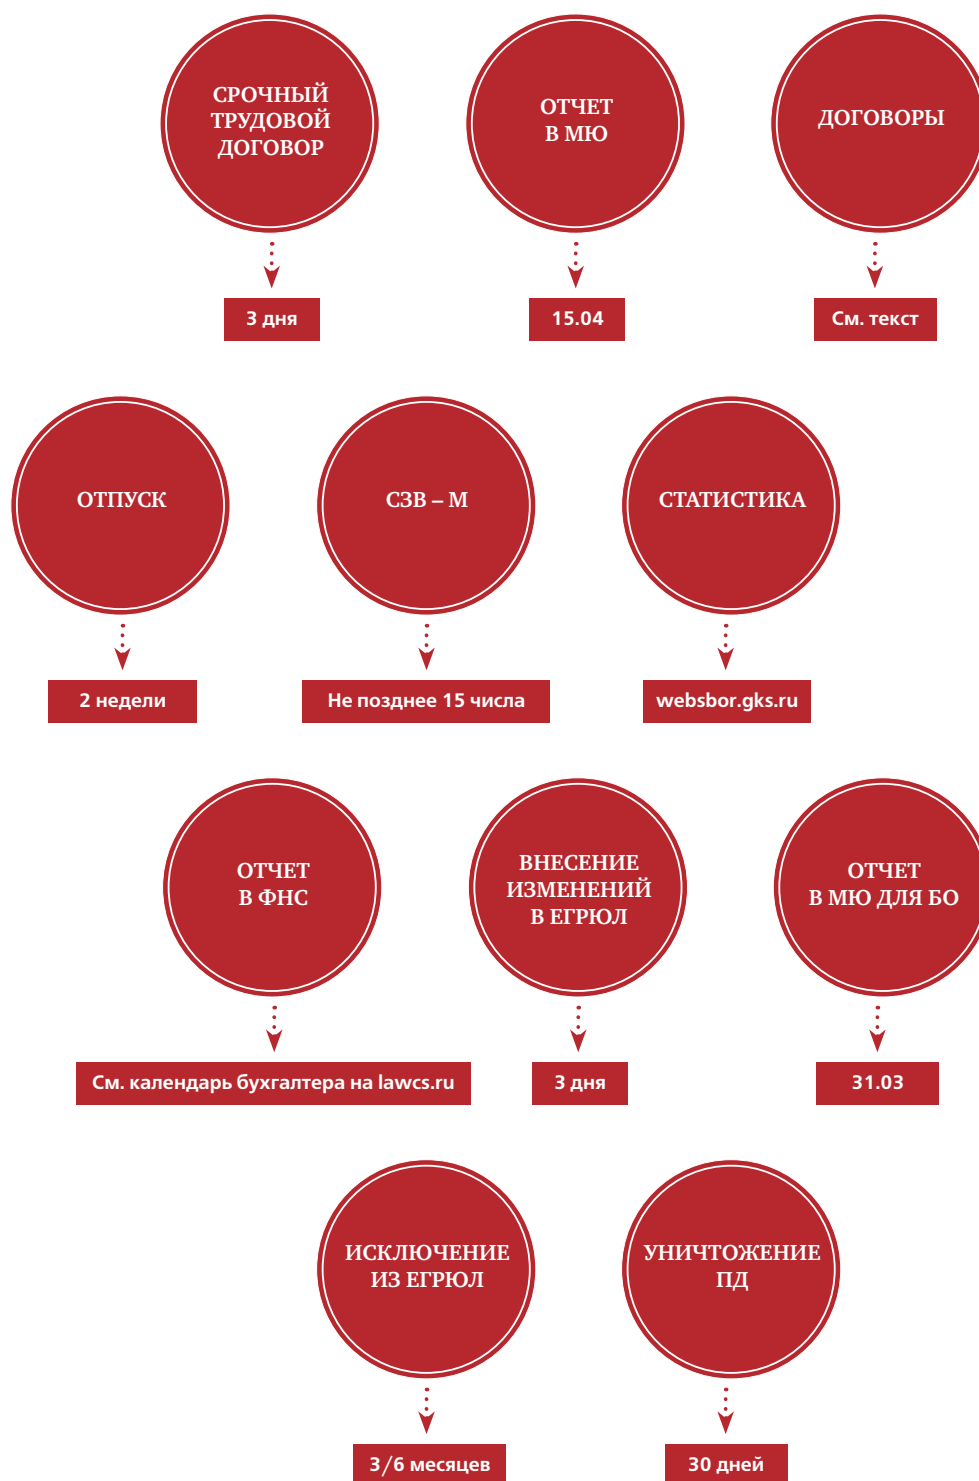 СРОЧНЫЙ
ТРУДОВОЙ
ДОГОВОР
3 дня
ОТЧЕТ
В МЮ
15.04
ДОГОВОРЫ
См. текст
ОТПУСК
2 недели
СЗВ – М
Не позднее 15 числа
СТАТИСТИКА
websbor.gks.ru
ОТЧЕТ
В ФНС
См. календарь бухгалтера на lawcs.ru
ВНЕСЕНИЕ
ИЗМЕНЕНИЙ
В ЕГРЮЛ
3 дня
ОТЧЕТ
В МЮ ДЛЯ БО
31.03
ИСКЛЮЧЕНИЕ
ИЗ ЕГРЮЛ
3/6 месяцев
УНИЧТОЖЕНИЕ
ПД
30 дней